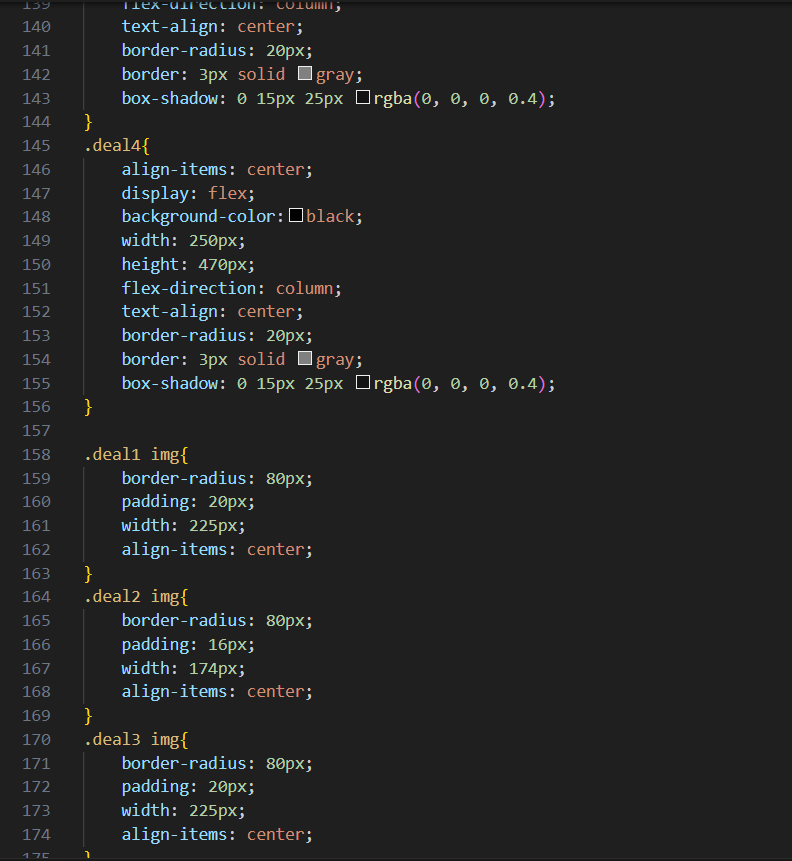 139 flex-direction: column;
140 text-align: center;
141 border-radius: 20px;
142 border: 3px solid gray;
143 box-shadow: 0 15px 25px rgba(0, 0, 0, 0.4);
144 }
145 .deal4{
146 align-items: center;
147 display: flex;
148 background-color:black;
149 width: 250px;
150 height: 470px;
151 flex-direction: column;
152 text-align: center;
153 border-radius: 20px;
154 border: 3px solid gray;
155 box-shadow: 0 15px 25px rgba(0, 0, 0, 0.4);
156 }
157
158 .deal1 img{
159 border-radius: 80px;
160 padding: 20px;
161 width: 225px;
162 align-items: center;
163 }
164 .deal2 img{
165 border-radius: 80px;
166 padding: 16px;
167 width: 174px;
168 align-items: center;
169 }
170 .deal3 img{
171 border-radius: 80px;
172 padding: 20px;
173 width: 225px;
174 align-items: center;
175 }